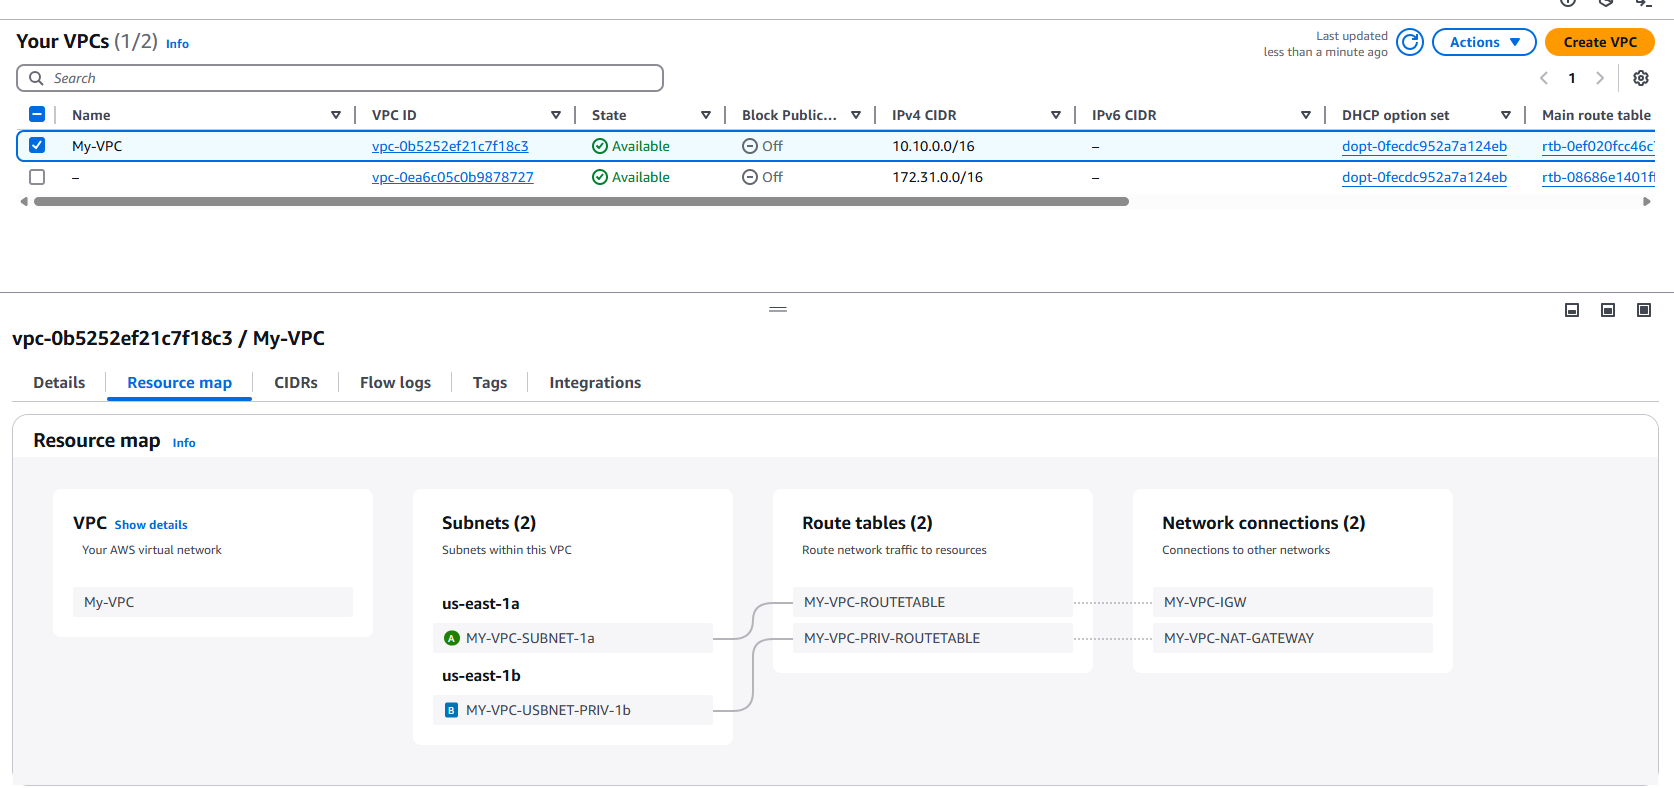 Your VPCs (1/2) Info
Last updated
less than a minute ago
Actions
Create VPC
Search
1
Name VPC ID State Block Public... IPv4 CIDR IPv6 CIDR DHCP option set Main route table
My-VPC vpc-0b5252ef21c7f18c3 Available Off 10.10.0.0/16 – dopt-0fecdc952a7a124eb rtb-0ef020fcc46c
– vpc-0ea6c05c0b9878727 Available Off 172.31.0.0/16 – dopt-0fecdc952a7a124eb rtb-08686e1401f
vpc-0b5252ef21c7f18c3 / My-VPC
Details Resource map CIDRs Flow logs Tags Integrations
Resource map Info
VPC Show details
Your AWS virtual network
My-VPC
Subnets (2)
Subnets within this VPC
us-east-1a
A MY-VPC-SUBNET-1a
us-east-1b
B MY-VPC-USBNET-PRIV-1b
Route tables (2)
Route network traffic to resources
MY-VPC-ROUTETABLE
MY-VPC-PRIV-ROUTETABLE
Network connections (2)
Connections to other networks
MY-VPC-IGW
MY-VPC-NAT-GATEWAY